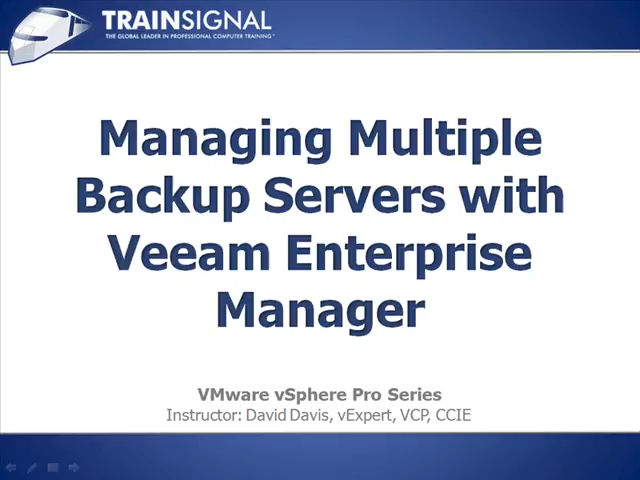 TRAINSIGNAL
THE GLOBAL LEADER IN PROFESSIONAL COMPUTER TRAINING
Managing Multiple
Backup Servers with
Veeam Enterprise
Manager
VMware vSphere Pro Series
Instructor: David Davis, vExpert, VCP, CCIE